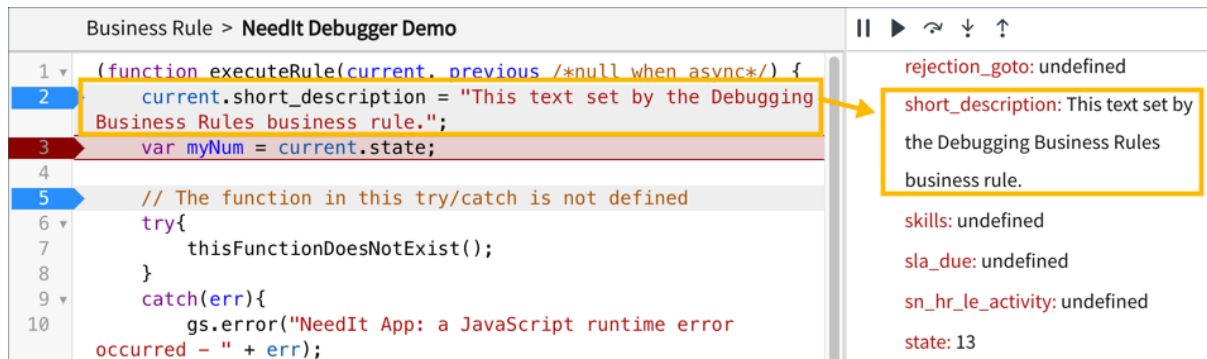 Business Rule > NeedIt Debugger Demo
1 (function executeRule(current, previous /*null when async*/) {
2 current.short_description = "This text set by the Debugging
Business Rules business rule.";
3 var myNum = current.state;
4
5 // The function in this try/catch is not defined
6 try{
7 thisFunctionDoesNotExist();
8 }
9 catch(err){
10 gs.error("NeedIt App: a JavaScript runtime error
occurred – " + err);
rejection_goto: undefined
short_description: This text set by
the Debugging Business Rules
business rule.
skills: undefined
sla_due: undefined
sn_hr_le_activity: undefined
state: 13